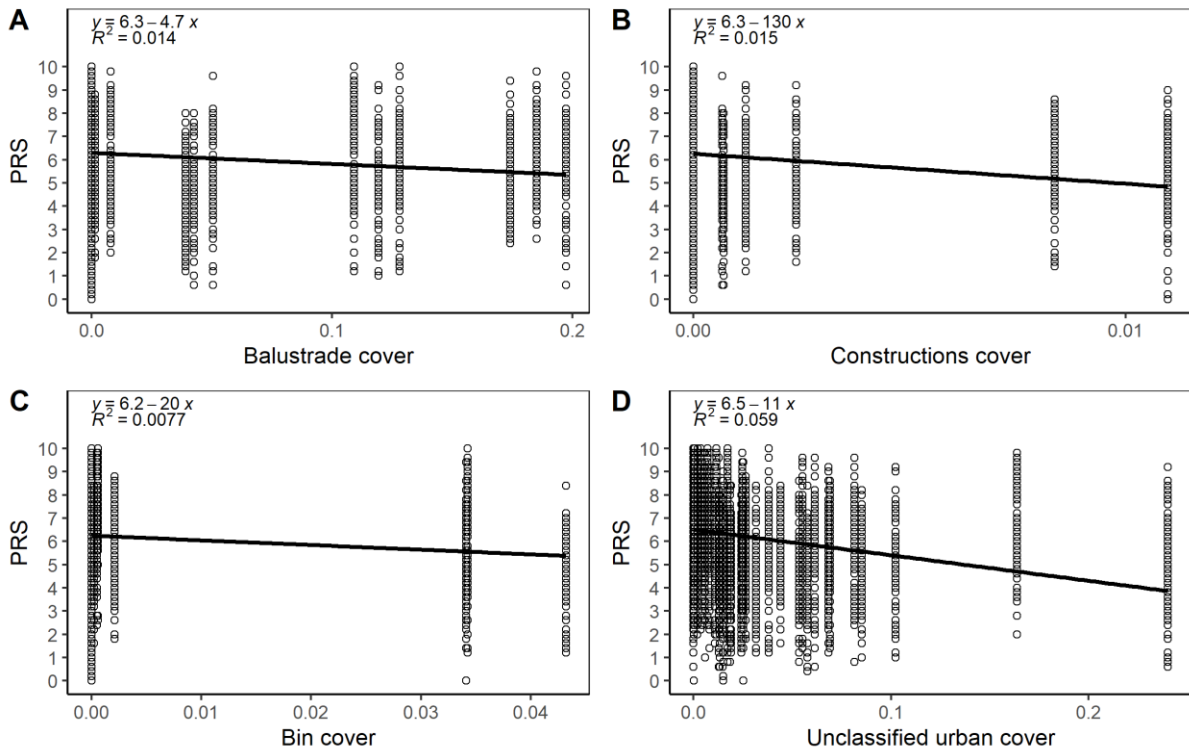 A
y = 6.3 − 4.7 x
R² = 0.014
PRS
10
9
8
7
6
5
4
3
2
1
0
0.0 0.1 0.2
Balustrade cover
B
y = 6.3 − 130 x
R² = 0.015
PRS
10
9
8
7
6
5
4
3
2
1
0
0.00 0.01
Constructions cover
C
y = 6.2 − 20 x
R² = 0.0077
PRS
10
9
8
7
6
5
4
3
2
1
0
0.00 0.01 0.02 0.03 0.04
Bin cover
D
y = 6.5 − 11 x
R² = 0.059
PRS
10
9
8
7
6
5
4
3
2
1
0
0.0 0.1 0.2
Unclassified urban cover